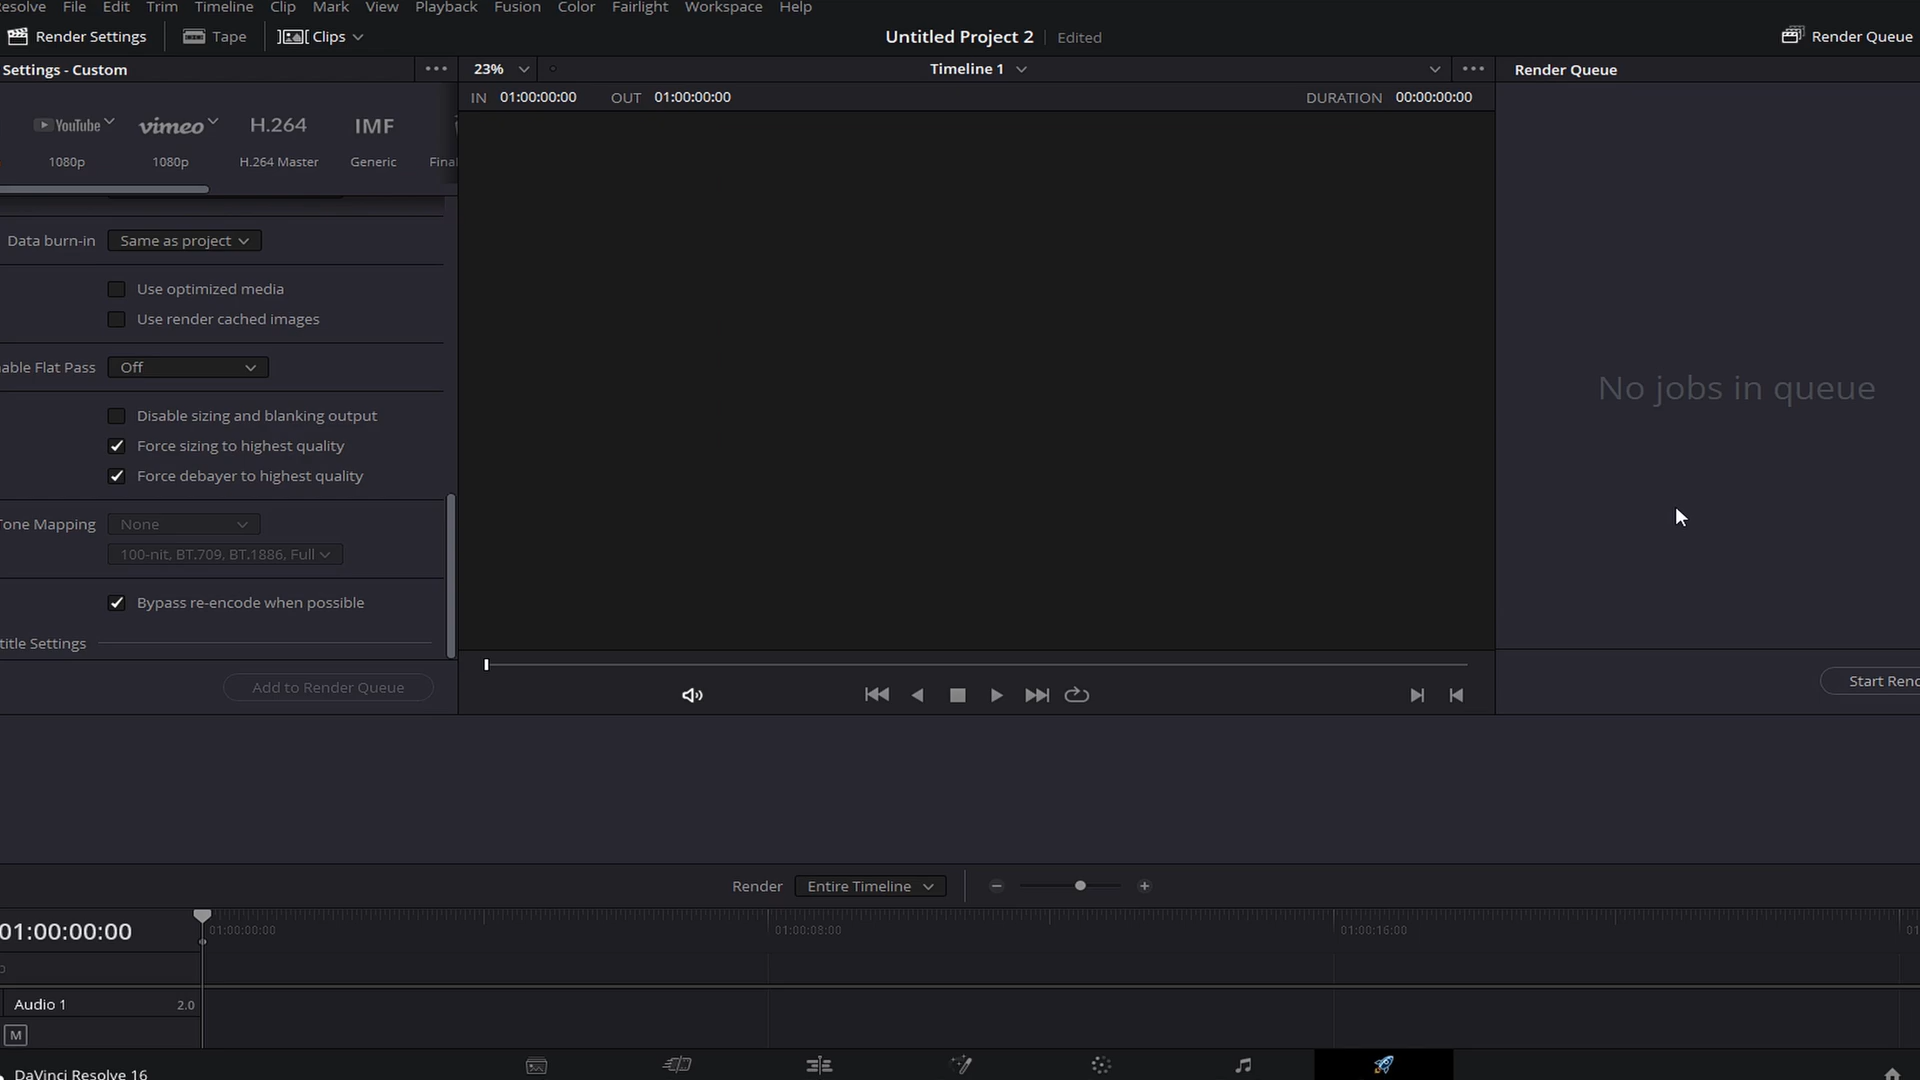 esolve File Edit Trim Timeline Clip Mark View Playback Fusion Color Fairlight Workspace Help
Render Settings Tape Clips Untitled Project 2 Edited Render Queue
Settings - Custom 23% Timeline 1 Render Queue
IN 01:00:00:00 OUT 01:00:00:00 DURATION 00:00:00:00
YouTube vimeo H.264 IMF
1080p 1080p H.264 Master Generic Final
Data burn-in Same as project
Use optimized media
Use render cached images
able Flat Pass Off
No jobs in queue
Disable sizing and blanking output
Force sizing to highest quality
Force debayer to highest quality
Tone Mapping None
100-nit, BT.709, BT.1886, Full
Bypass re-encode when possible
title Settings
Add to Render Queue Start Rend
Render Entire Timeline
01:00:00:00 01:00:00:00 01:00:08:00 01:00:16:00 01
Audio 1 2.0
M
DaVinci Resolve 16